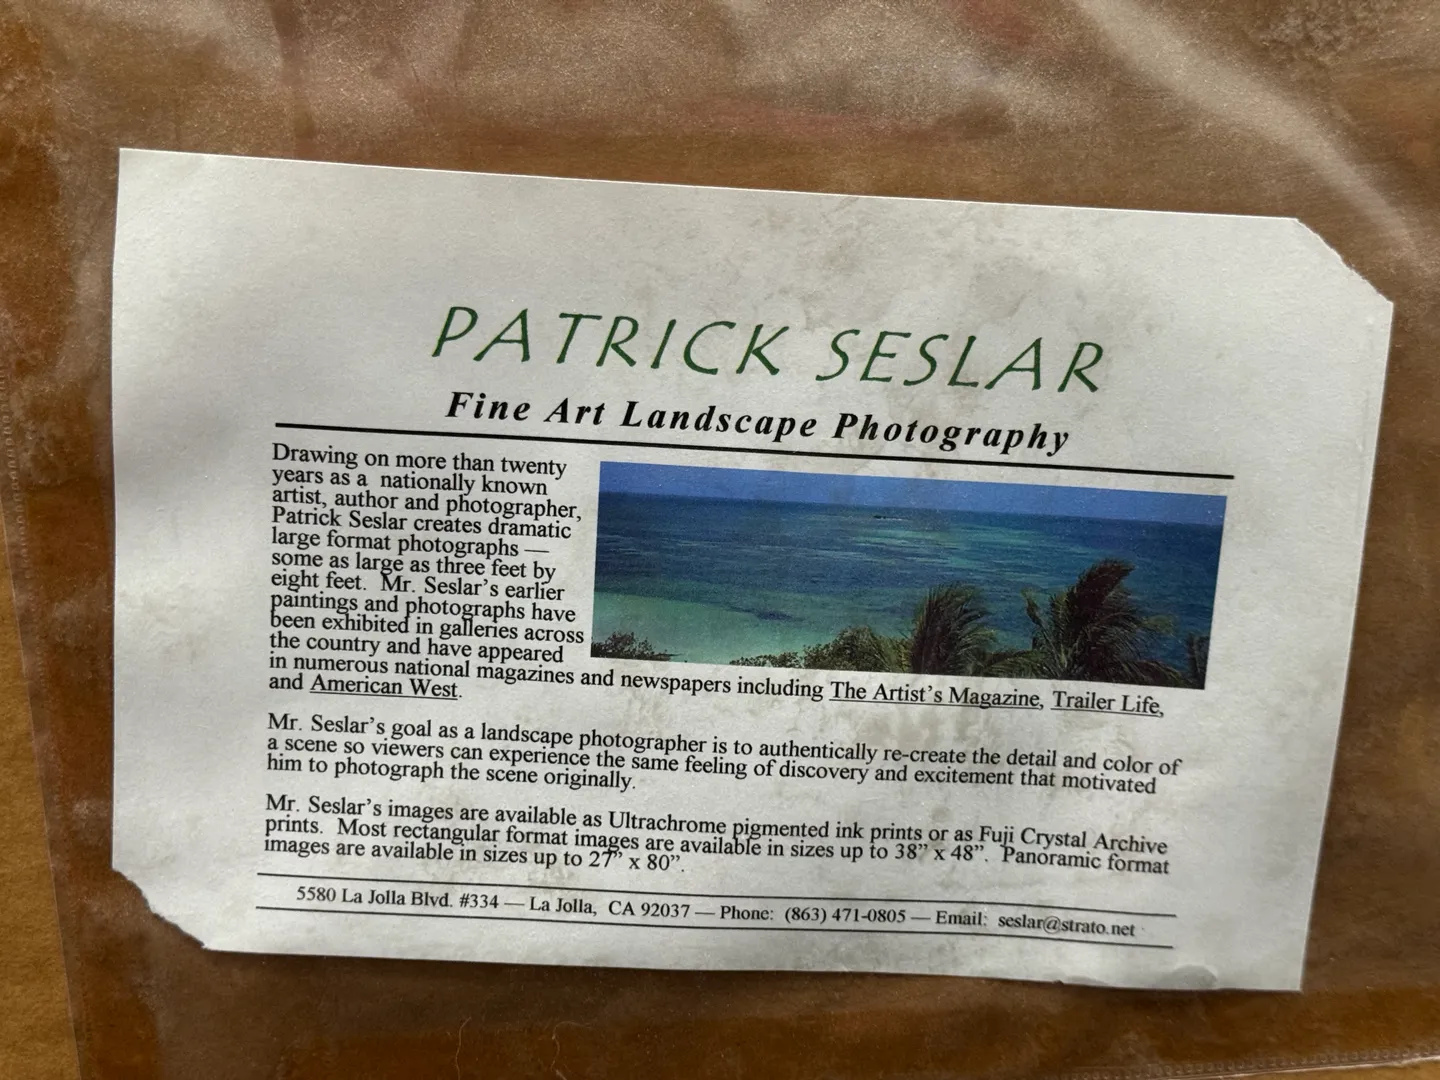 PATRICK SESLAR
Fine Art Landscape Photography
Drawing on more than twenty
years as a nationally known
artist, author and photographer,
Patrick Seslar creates dramatic
large format photographs —
some as large as three feet by
eight feet. Mr. Seslar's earlier
paintings and photographs have
been exhibited in galleries across
the country and have appeared
in numerous national magazines and newspapers including The Artist's Magazine, Trailer Life,
and American West.
Mr. Seslar's goal as a landscape photographer is to authentically re-create the detail and color of
a scene so viewers can experience the same feeling of discovery and excitement that motivated
him to photograph the scene originally.
Mr. Seslar's images are available as Ultrachrome pigmented ink prints or as Fuji Crystal Archive
prints. Most rectangular format images are available in sizes up to 38" x 48". Panoramic format
images are available in sizes up to 27" x 80".
5580 La Jolla Blvd. #334 — La Jolla, CA 92037 — Phone: (863) 471-0805 — Email: seslar@strato.net